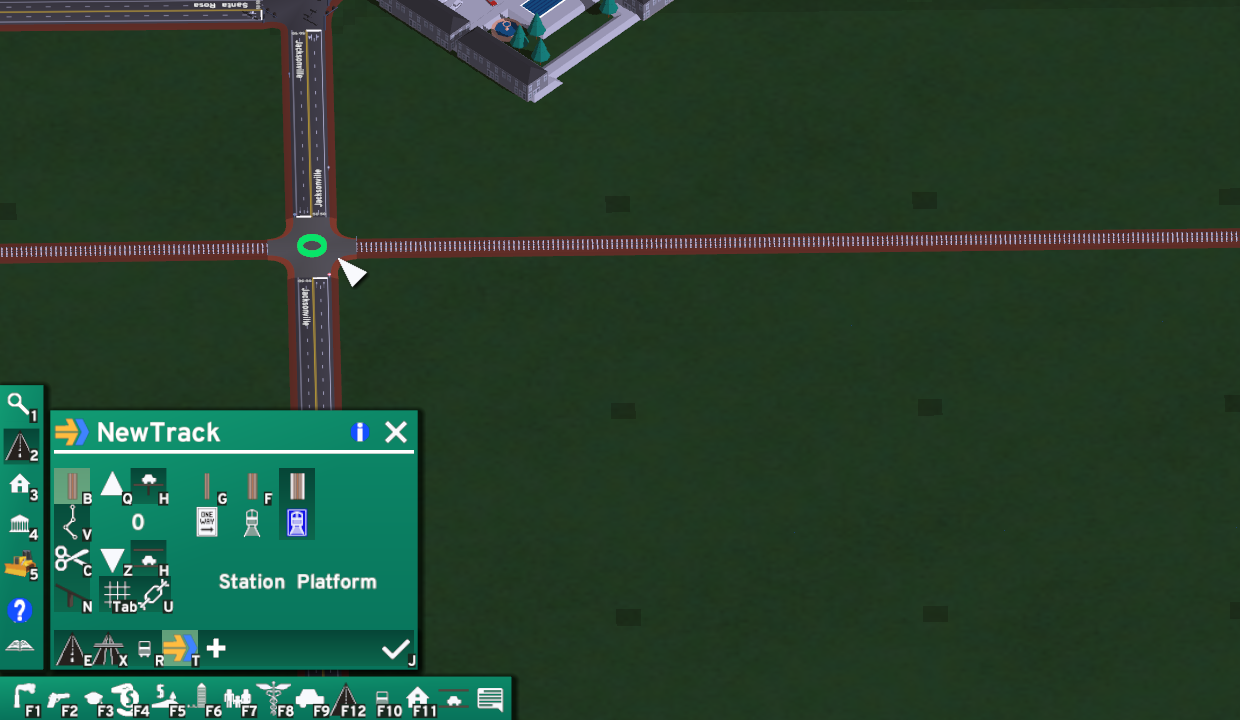 Santa Rosa
Jacksonville
Jacksonville
Jacksonville
1
2
3
4
5
?
NewTrack
i
B
Q
H
G
F
V
0
ONE
WAY
C
Z
H
Station Platform
N
Tab
U
E
X
R
T
J
F1
F2
F3
F4
F5
F6
F7
F8
F9
F12
F10
F11